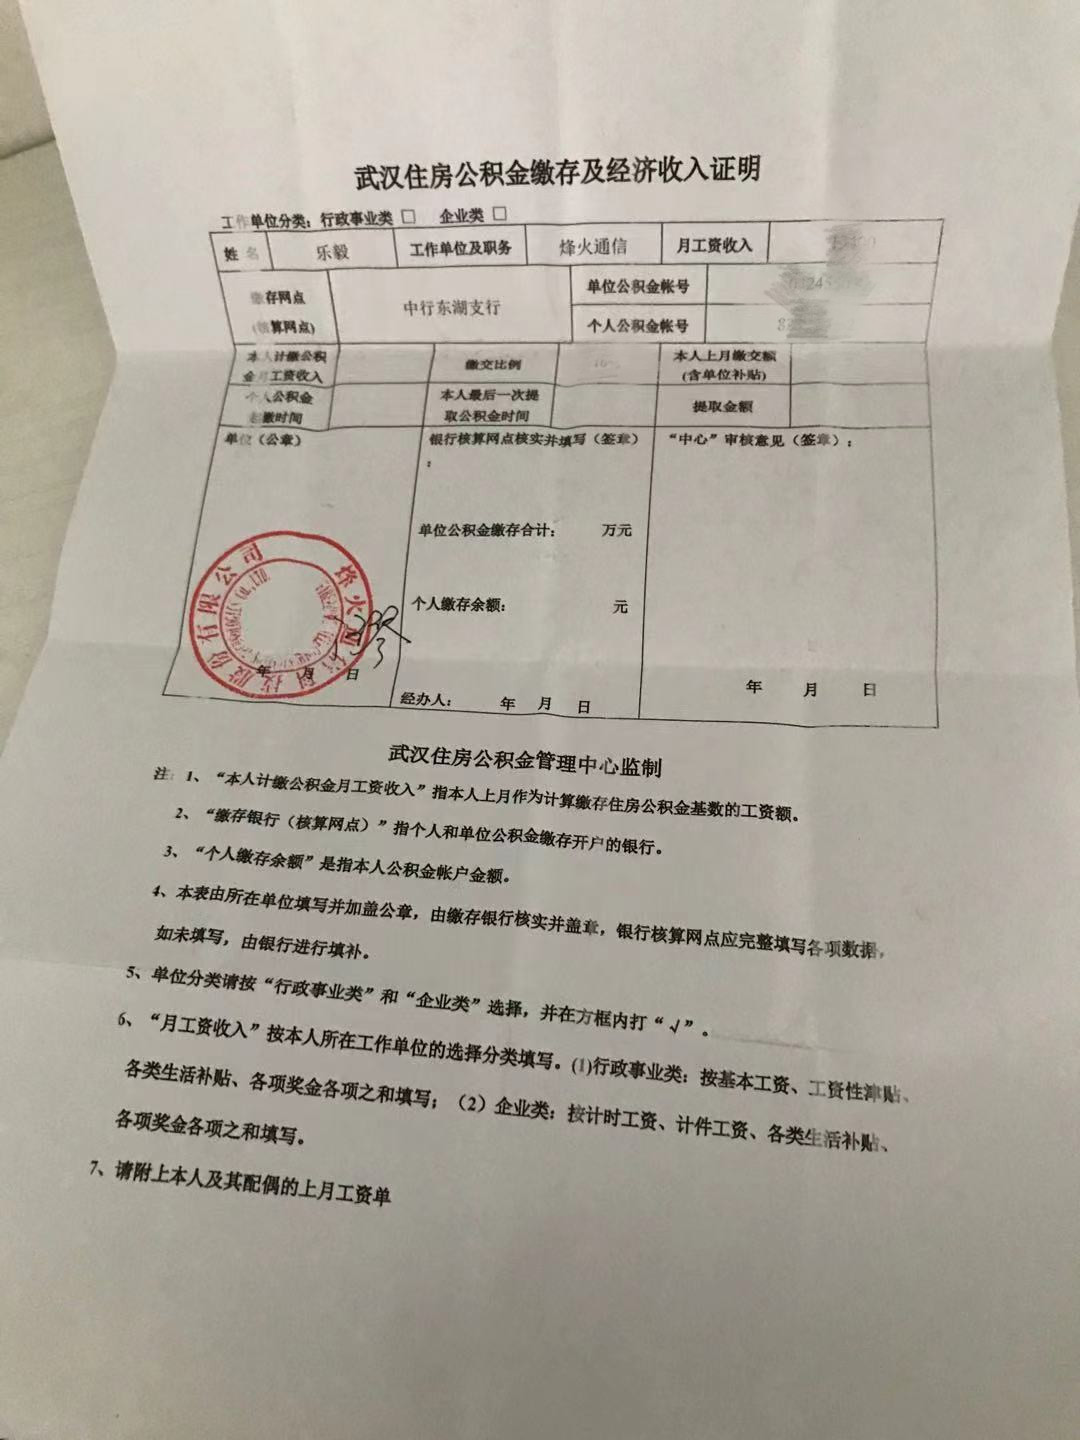 武汉住房公积金缴存及经济收入证明
工作单位分类：行政事业类 □ 企业类 □
姓名 乐毅 工作单位及职务 烽火通信 月工资收入
缴存网点
(核算网点)
中行东湖支行
单位公积金帐号
个人公积金帐号
本人计缴公积
金月工资收入
缴交比例
本人上月缴交额
(含单位补贴)
个人公积金
起缴时间
本人最后一次提
取公积金时间
提取金额
单位（公章）
银行核算网点核实并填写（签章）
：
“中心”审核意见（签章）：
单位公积金缴存合计： 万元
个人缴存余额： 元
烽火通信科技股份有限公司
年 月 日
经办人： 年 月 日
年 月 日
武汉住房公积金管理中心监制
注：1、“本人计缴公积金月工资收入”指本人上月作为计算缴存住房公积金基数的工资额。
2、“缴存银行（核算网点）”指个人和单位公积金缴存开户的银行。
3、“个人缴存余额”是指本人公积金帐户金额。
4、本表由所在单位填写并加盖公章，由缴存银行核实并盖章，银行核算网点应完整填写各项数据，
如未填写，由银行进行填补。
5、单位分类请按“行政事业类”和“企业类”选择，并在方框内打“√”。
6、“月工资收入”按本人所在工作单位的选择分类填写。(1)行政事业类：按基本工资、工资性津贴、
各类生活补贴、各项奖金各项之和填写；（2）企业类：按计时工资、计件工资、各类生活补贴、
各项奖金各项之和填写。
7、请附上本人及其配偶的上月工资单